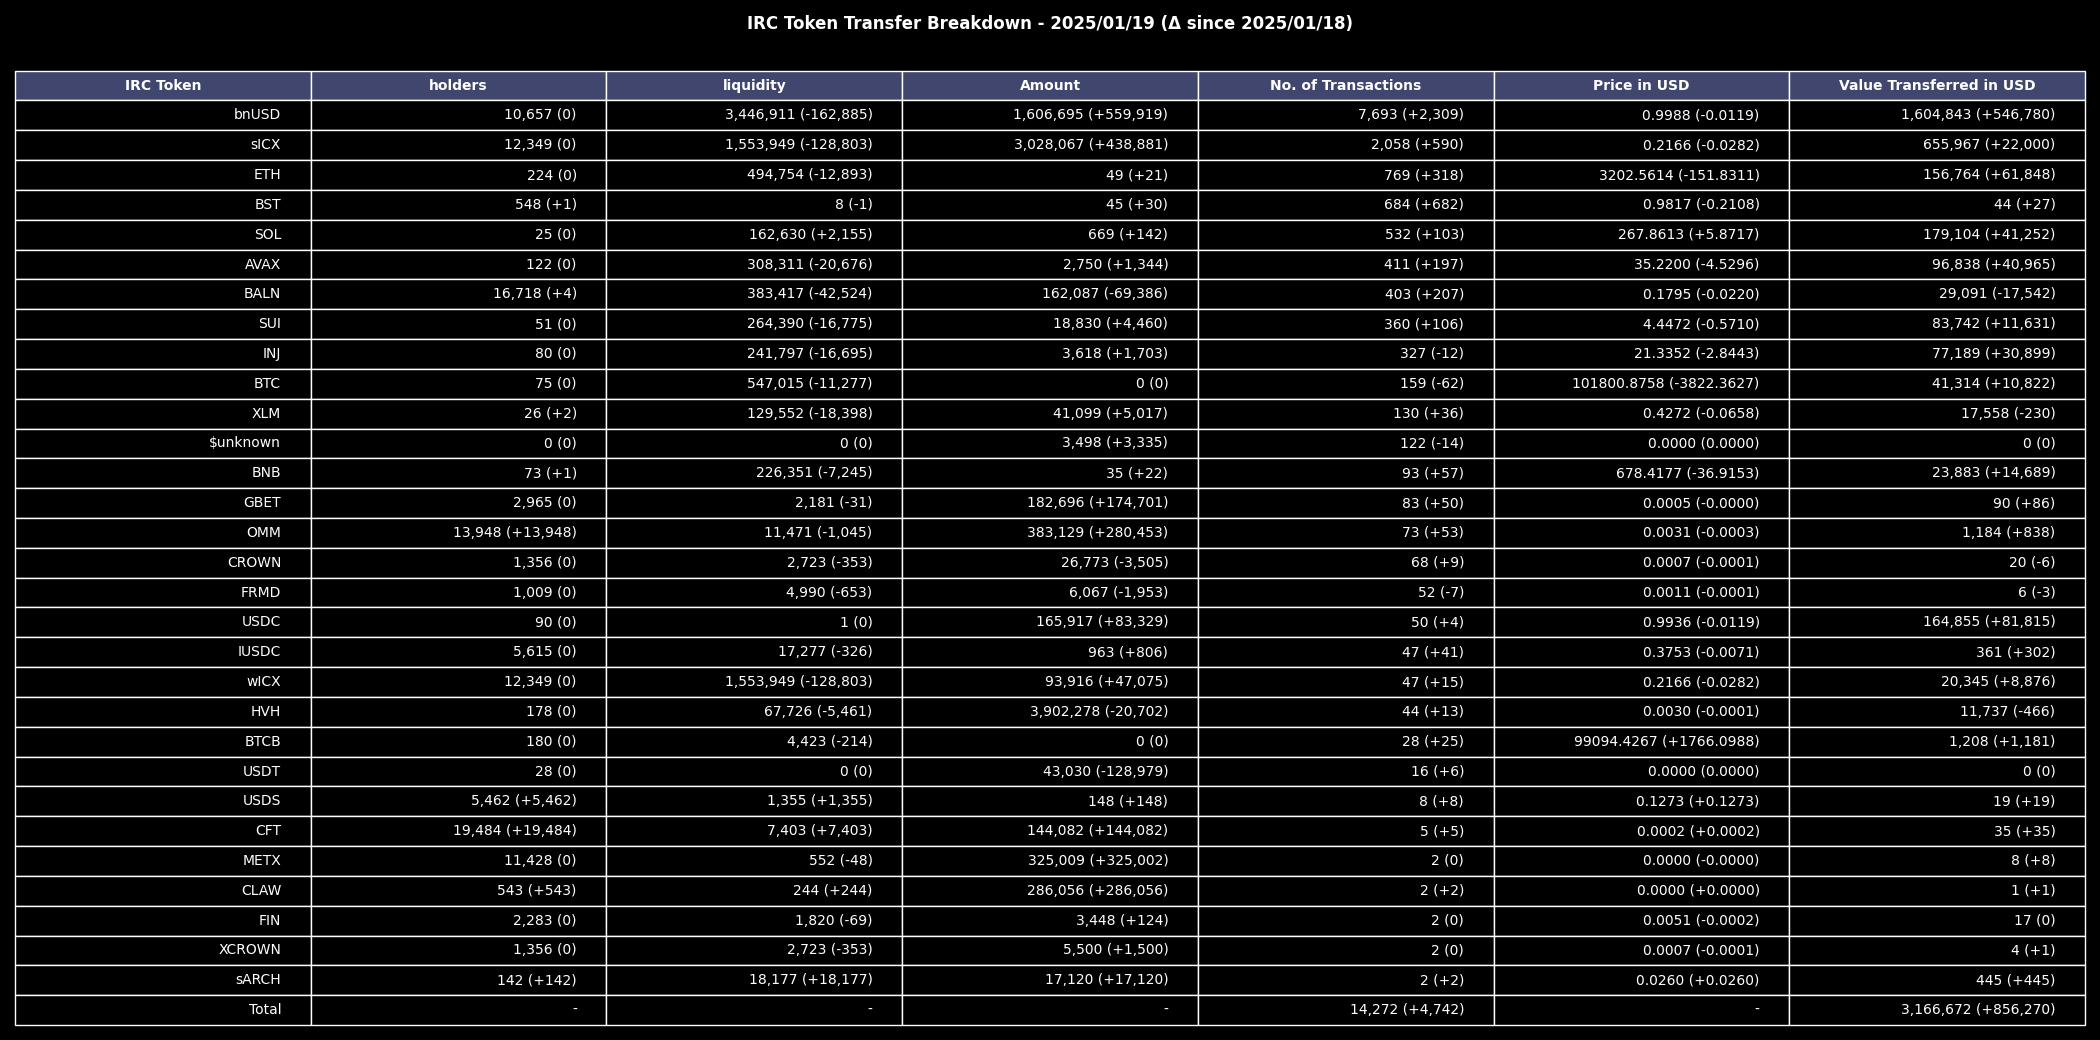 IRC Token Transfer Breakdown - 2025/01/19 (Δ since 2025/01/18)
IRC Token holders liquidity Amount No. of Transactions Price in USD Value Transferred in USD
bnUSD 10,657 (0) 3,446,911 (-162,885) 1,606,695 (+559,919) 7,693 (+2,309) 0.9988 (-0.0119) 1,604,843 (+546,780)
sICX 12,349 (0) 1,553,949 (-128,803) 3,028,067 (+438,881) 2,058 (+590) 0.2166 (-0.0282) 655,967 (+22,000)
ETH 224 (0) 494,754 (-12,893) 49 (+21) 769 (+318) 3202.5614 (-151.8311) 156,764 (+61,848)
BST 548 (+1) 8 (-1) 45 (+30) 684 (+682) 0.9817 (-0.2108) 44 (+27)
SOL 25 (0) 162,630 (+2,155) 669 (+142) 532 (+103) 267.8613 (+5.8717) 179,104 (+41,252)
AVAX 122 (0) 308,311 (-20,676) 2,750 (+1,344) 411 (+197) 35.2200 (-4.5296) 96,838 (+40,965)
BALN 16,718 (+4) 383,417 (-42,524) 162,087 (-69,386) 403 (+207) 0.1795 (-0.0220) 29,091 (-17,542)
SUI 51 (0) 264,390 (-16,775) 18,830 (+4,460) 360 (+106) 4.4472 (-0.5710) 83,742 (+11,631)
INJ 80 (0) 241,797 (-16,695) 3,618 (+1,703) 327 (-12) 21.3352 (-2.8443) 77,189 (+30,899)
BTC 75 (0) 547,015 (-11,277) 0 (0) 159 (-62) 101800.8758 (-3822.3627) 41,314 (+10,822)
XLM 26 (+2) 129,552 (-18,398) 41,099 (+5,017) 130 (+36) 0.4272 (-0.0658) 17,558 (-230)
$unknown 0 (0) 0 (0) 3,498 (+3,335) 122 (-14) 0.0000 (0.0000) 0 (0)
BNB 73 (+1) 226,351 (-7,245) 35 (+22) 93 (+57) 678.4177 (-36.9153) 23,883 (+14,689)
GBET 2,965 (0) 2,181 (-31) 182,696 (+174,701) 83 (+50) 0.0005 (-0.0000) 90 (+86)
OMM 13,948 (+13,948) 11,471 (-1,045) 383,129 (+280,453) 73 (+53) 0.0031 (-0.0003) 1,184 (+838)
CROWN 1,356 (0) 2,723 (-353) 26,773 (-3,505) 68 (+9) 0.0007 (-0.0001) 20 (-6)
FRMD 1,009 (0) 4,990 (-653) 6,067 (-1,953) 52 (-7) 0.0011 (-0.0001) 6 (-3)
USDC 90 (0) 1 (0) 165,917 (+83,329) 50 (+4) 0.9936 (-0.0119) 164,855 (+81,815)
IUSDC 5,615 (0) 17,277 (-326) 963 (+806) 47 (+41) 0.3753 (-0.0071) 361 (+302)
wICX 12,349 (0) 1,553,949 (-128,803) 93,916 (+47,075) 47 (+15) 0.2166 (-0.0282) 20,345 (+8,876)
HVH 178 (0) 67,726 (-5,461) 3,902,278 (-20,702) 44 (+13) 0.0030 (-0.0001) 11,737 (-466)
BTCB 180 (0) 4,423 (-214) 0 (0) 28 (+25) 99094.4267 (+1766.0988) 1,208 (+1,181)
USDT 28 (0) 0 (0) 43,030 (-128,979) 16 (+6) 0.0000 (0.0000) 0 (0)
USDS 5,462 (+5,462) 1,355 (+1,355) 148 (+148) 8 (+8) 0.1273 (+0.1273) 19 (+19)
CFT 19,484 (+19,484) 7,403 (+7,403) 144,082 (+144,082) 5 (+5) 0.0002 (+0.0002) 35 (+35)
METX 11,428 (0) 552 (-48) 325,009 (+325,002) 2 (0) 0.0000 (-0.0000) 8 (+8)
CLAW 543 (+543) 244 (+244) 286,056 (+286,056) 2 (+2) 0.0000 (+0.0000) 1 (+1)
FIN 2,283 (0) 1,820 (-69) 3,448 (+124) 2 (0) 0.0051 (-0.0002) 17 (0)
XCROWN 1,356 (0) 2,723 (-353) 5,500 (+1,500) 2 (0) 0.0007 (-0.0001) 4 (+1)
sARCH 142 (+142) 18,177 (+18,177) 17,120 (+17,120) 2 (+2) 0.0260 (+0.0260) 445 (+445)
Total - - - 14,272 (+4,742) - 3,166,672 (+856,270)